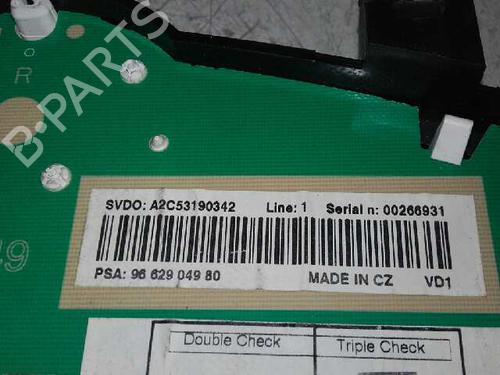 B-PARTS
R
SVDO: A2C53190342 Line: 1 Serial n: 00266931
PSA: 96 629 049 80 MADE IN CZ VD1
Double Check Triple Check